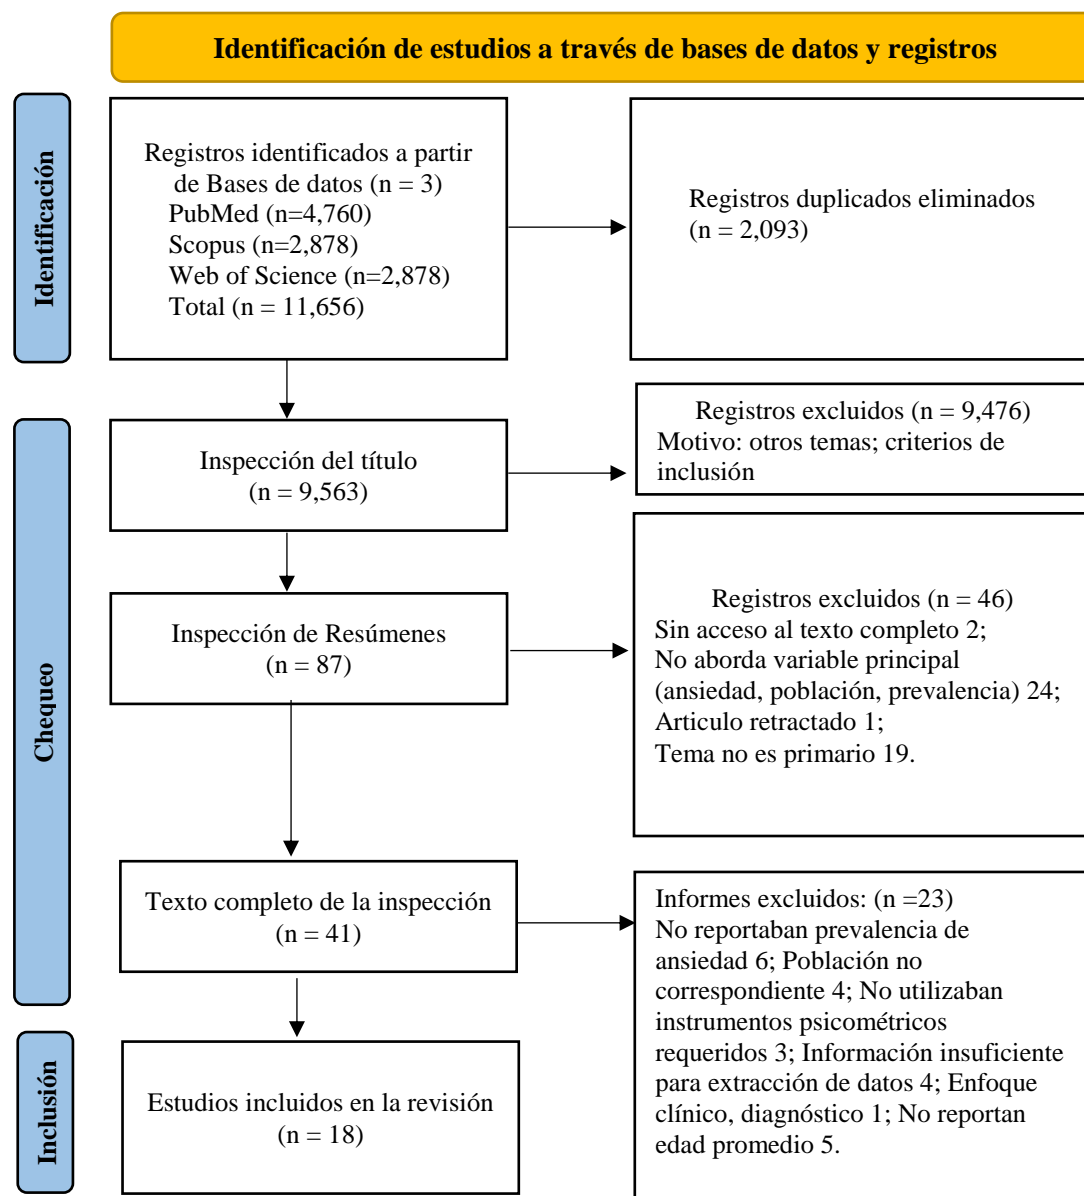 Identificación de estudios a través de bases de datos y registros
Identificación
Registros identificados a partir
de Bases de datos (n = 3)
PubMed (n=4,760)
Scopus (n=2,878)
Web of Science (n=2,878)
Total (n = 11,656)
Registros duplicados eliminados
(n = 2,093)
Chequeo
Inspección del título
(n = 9,563)
Registros excluidos (n = 9,476)
Motivo: otros temas; criterios de
inclusión
Inspección de Resúmenes
(n = 87)
Registros excluidos (n = 46)
Sin acceso al texto completo 2;
No aborda variable principal
(ansiedad, población, prevalencia) 24;
Articulo retractado 1;
Tema no es primario 19.
Texto completo de la inspección
(n = 41)
Informes excluidos: (n =23)
No reportaban prevalencia de
ansiedad 6; Población no
correspondiente 4; No utilizaban
instrumentos psicométricos
requeridos 3; Información insuficiente
para extracción de datos 4; Enfoque
clínico, diagnóstico 1; No reportan
edad promedio 5.
Inclusión
Estudios incluidos en la revisión
(n = 18)